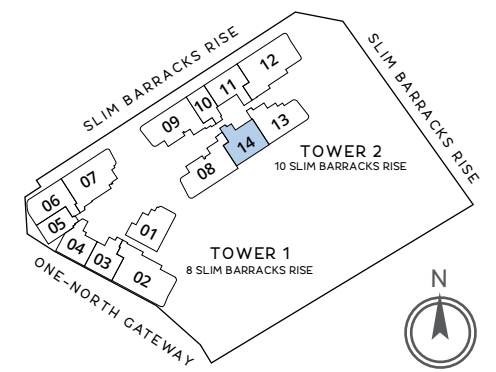 SLIM BARRACKS RISE
SLIM BARRACKS RISE
12
11
10
09
13
14
08
TOWER 2
10 SLIM BARRACKS RISE
07
06
05
04
03
02
01
TOWER 1
8 SLIM BARRACKS RISE
ONE-NORTH GATEWAY
N